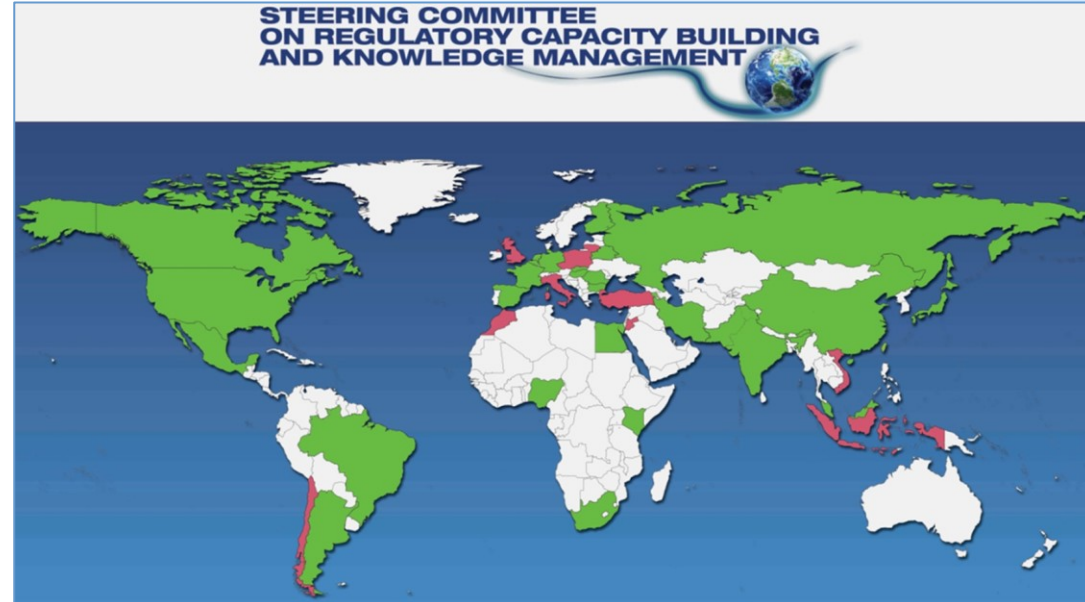 STEERING COMMITTEE
ON REGULATORY CAPACITY BUILDING
AND KNOWLEDGE MANAGEMENT